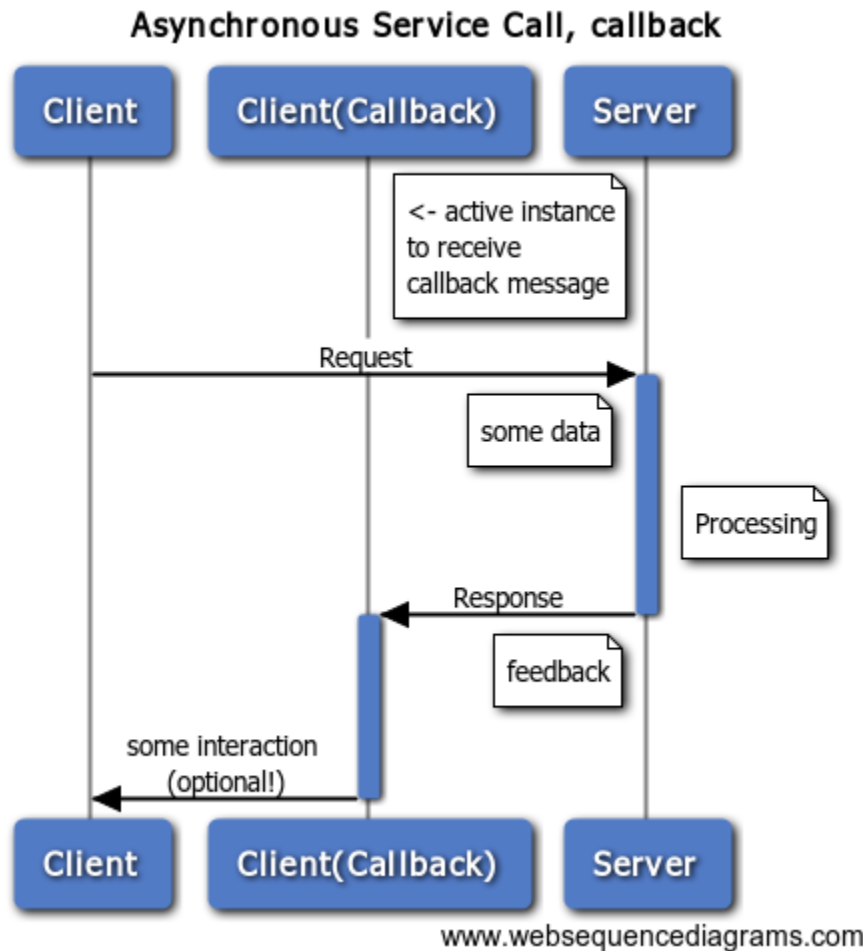 Asynchronous Service Call, callback
Client
Client(Callback)
Server
<- active instance
to receive
callback message
Request
some data
Processing
Response
feedback
some interaction
(optional!)
Client
Client(Callback)
Server
www.websequencediagrams.com